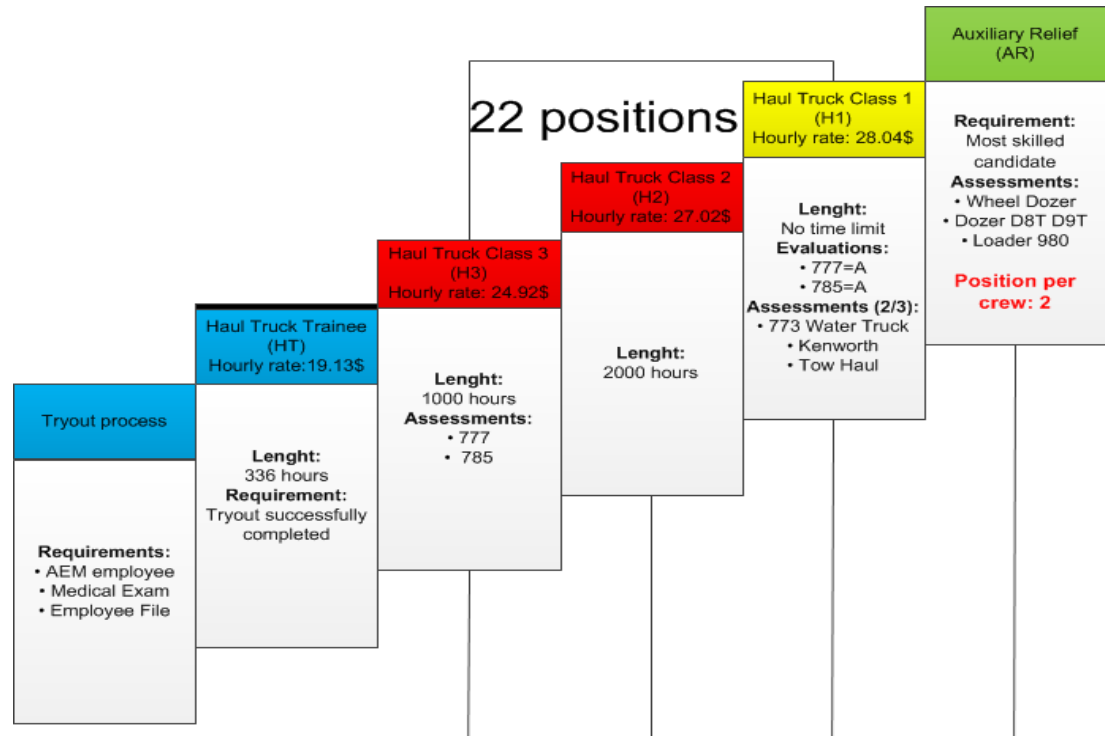 Tryout process
Requirements:
• AEM employee
• Medical Exam
• Employee File
Haul Truck Trainee
(HT)
Hourly rate:19.13$
Lenght:
336 hours
Requirement:
Tryout successfully
completed
22 positions
Haul Truck Class 3
(H3)
Hourly rate: 24.92$
Lenght:
1000 hours
Assessments:
• 777
• 785
Haul Truck Class 2
(H2)
Hourly rate: 27.02$
Lenght:
2000 hours
Haul Truck Class 1
(H1)
Hourly rate: 28.04$
Lenght:
No time limit
Evaluations:
• 777=A
• 785=A
Assessments (2/3):
• 773 Water Truck
• Kenworth
• Tow Haul
Auxiliary Relief
(AR)
Requirement:
Most skilled
candidate
Assessments:
• Wheel Dozer
• Dozer D8T D9T
• Loader 980
Position per
crew: 2